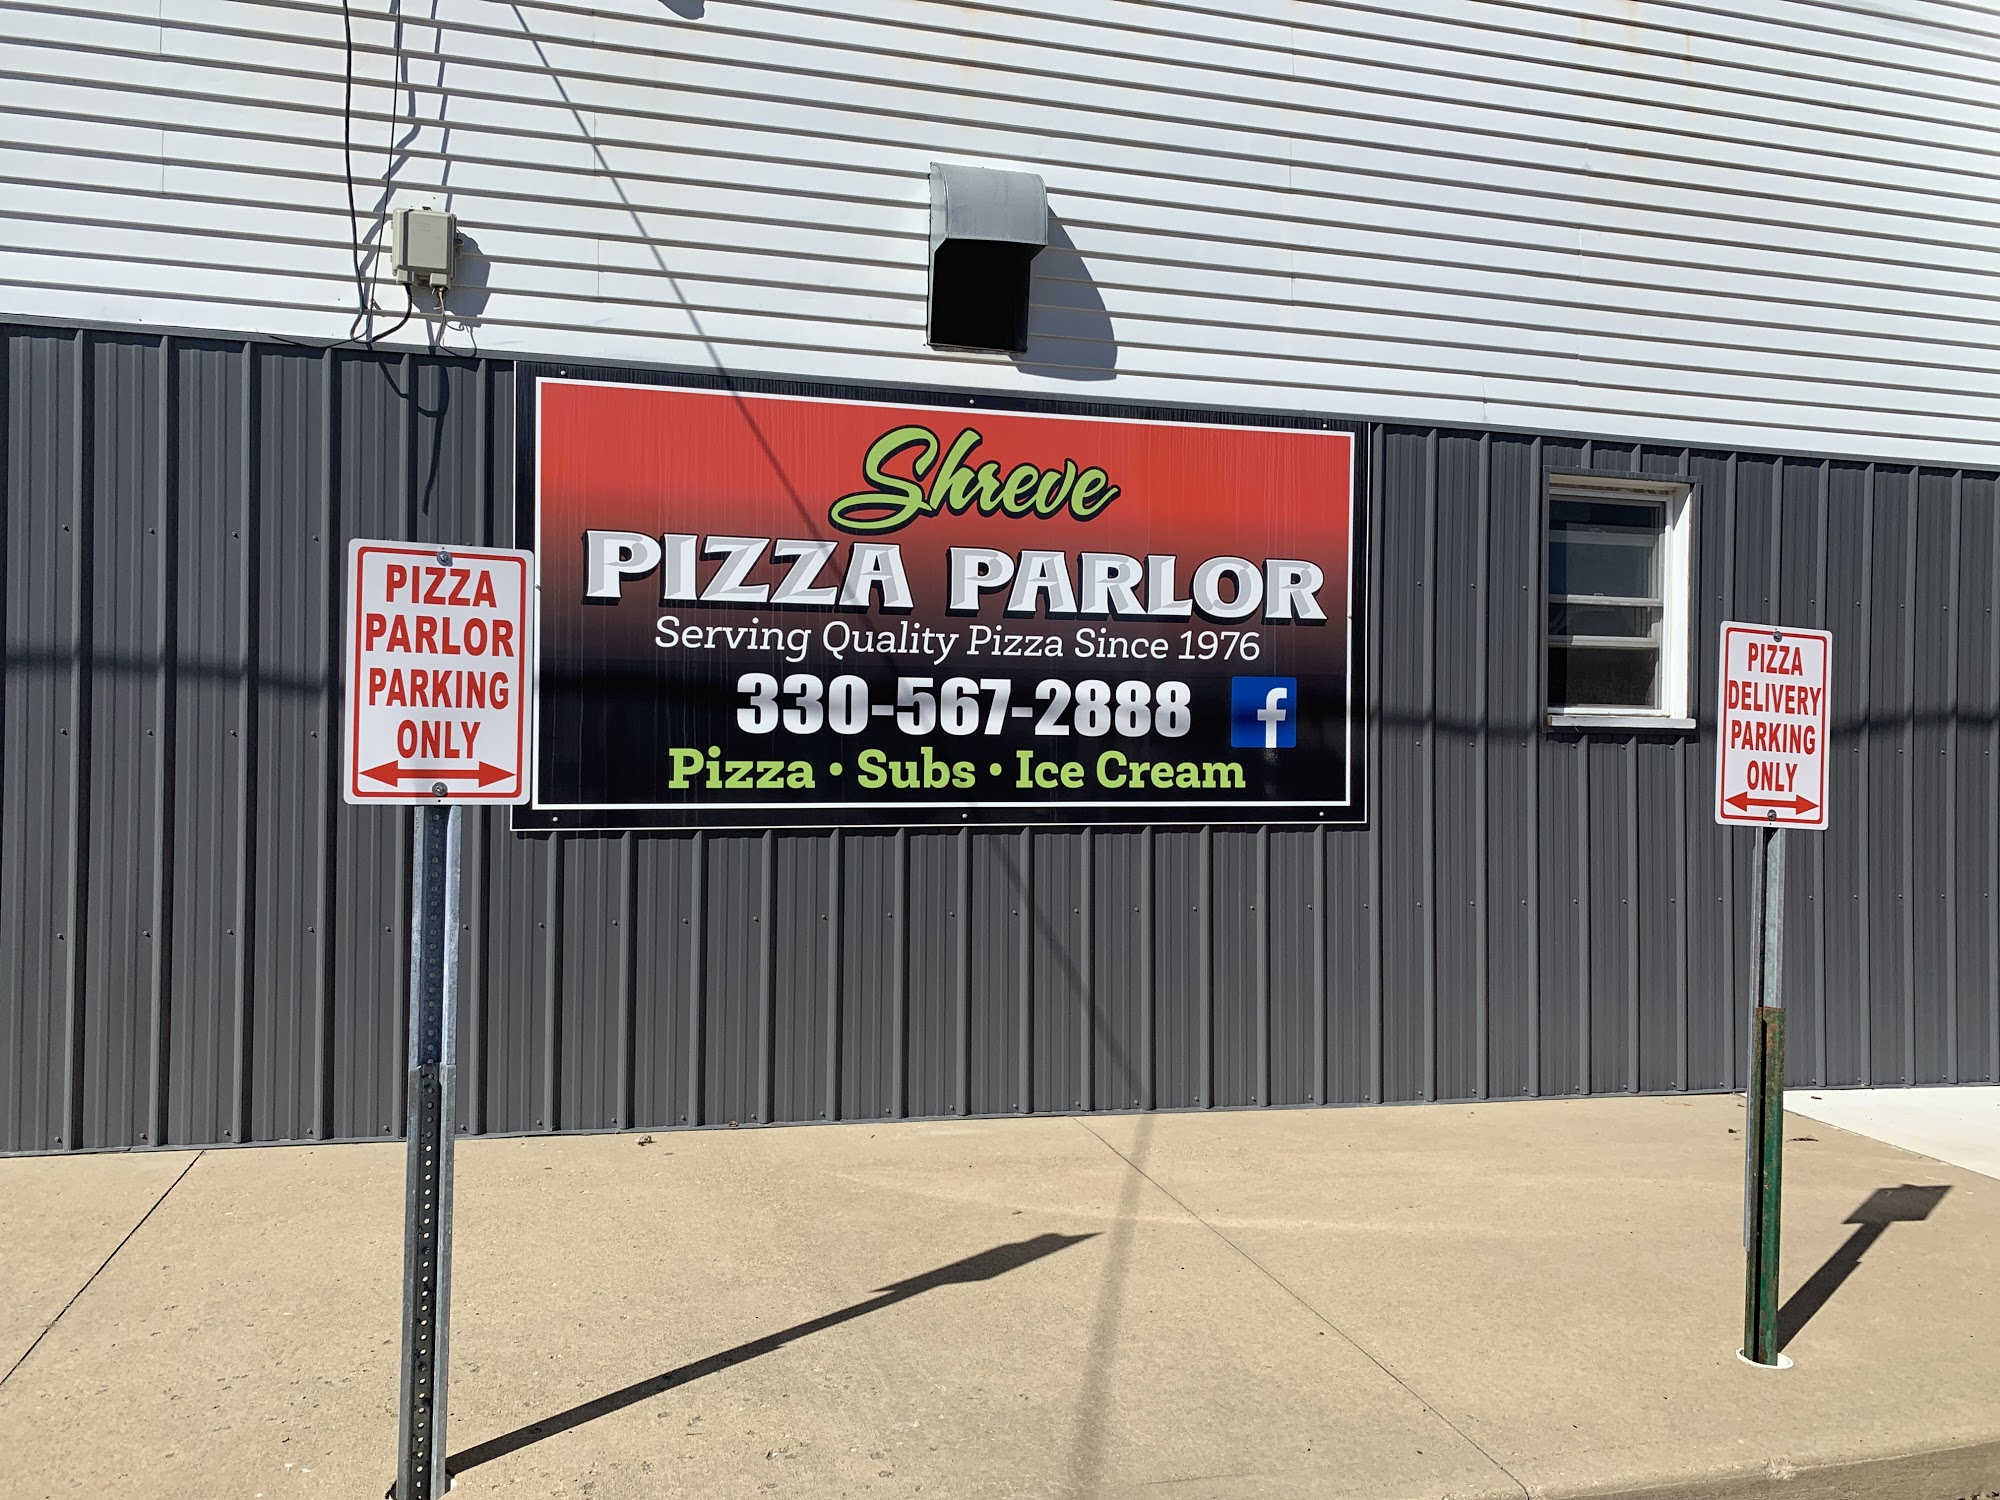 Shreve
PIZZA PARLOR
Serving Quality Pizza Since 1976
330-567-2888
f
Pizza • Subs • Ice Cream
PIZZA
PARLOR
PARKING
ONLY
PIZZA
DELIVERY
PARKING
ONLY